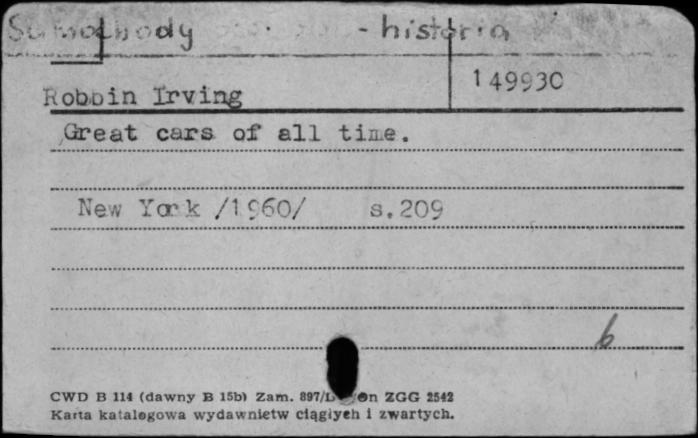 Samochody - historia
149930
Robbin Irving
Great cars of all time.
New York /1960/ s.209
6
CWD B 114 (dawny B 15b) Zam. 897/ ZGG 2542
Karta katalogowa wydawnictw ciągłych i zwartych.